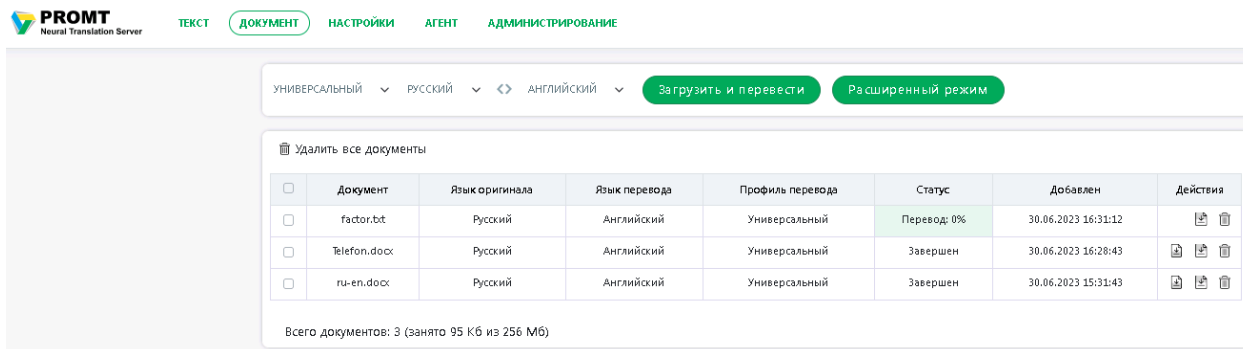 PROMT
Neural Translation Server
ТЕКСТ ДОКУМЕНТ НАСТРОЙКИ АГЕНТ АДМИНИСТРИРОВАНИЕ
УНИВЕРСАЛЬНЫЙ РУССКИЙ <> АНГЛИЙСКИЙ Загрузить и перевести Расширенный режим
Удалить все документы
Документ Язык оригинала Язык перевода Профиль перевода Статус Добавлен Действия
factor.txt Русский Английский Универсальный Перевод: 0% 30.06.2023 16:31:12
Telefon.docx Русский Английский Универсальный Завершен 30.06.2023 16:28:43
ru-en.docx Русский Английский Универсальный Завершен 30.06.2023 15:31:43
Всего документов: 3 (занято 95 Кб из 256 Мб)